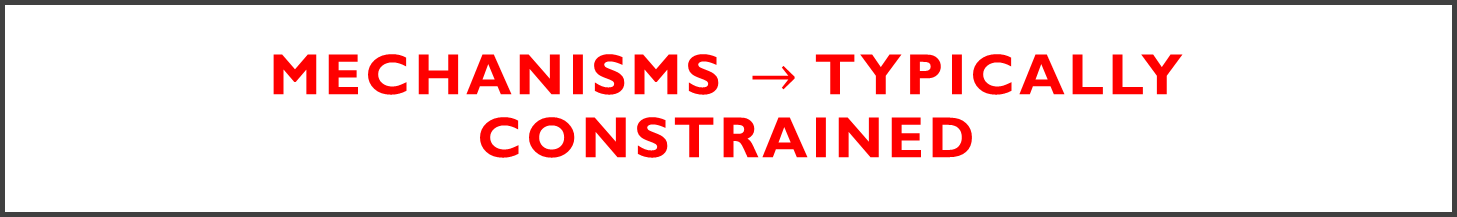 MECHANISMS → TYPICALLY
CONSTRAINED